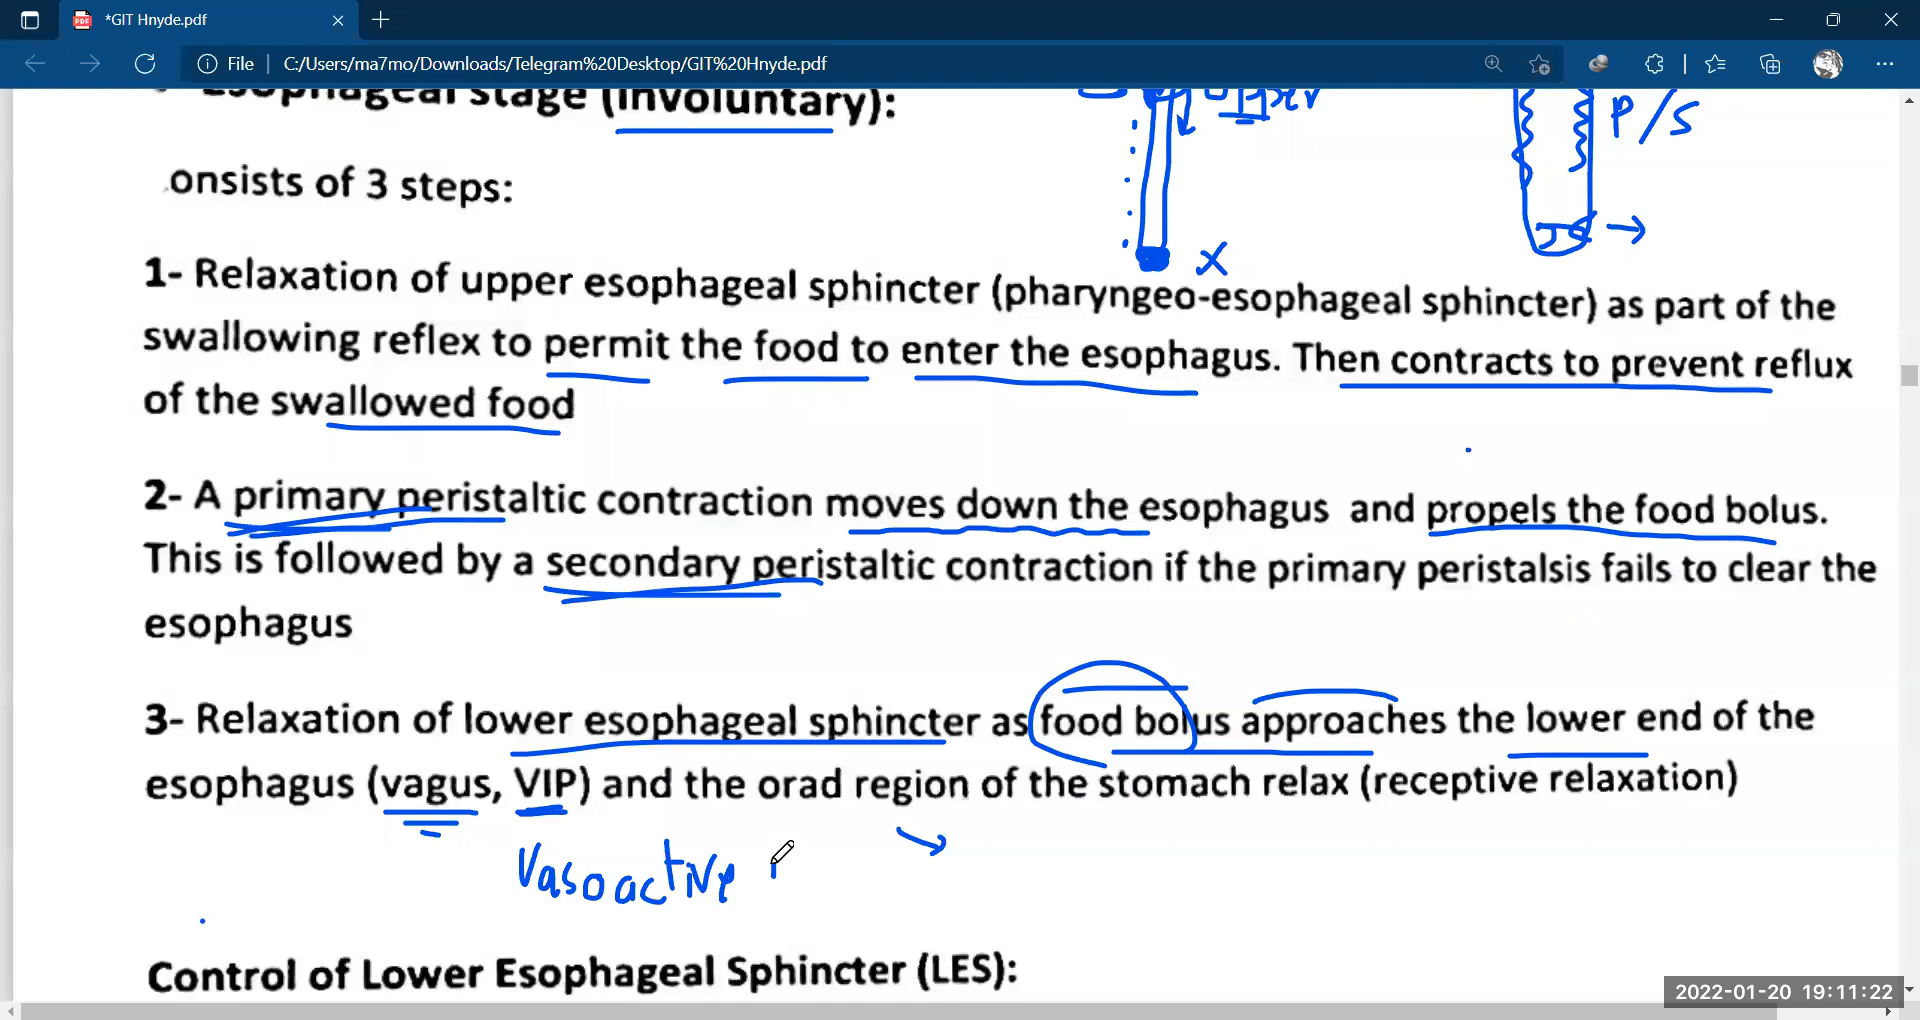 *GIT Hnyde.pdf
File | C:/Users/ma7mo/Downloads/Telegram%20Desktop/GIT%20Hnyde.pdf
Esophageal stage (involuntary):
P/S
onsists of 3 steps:
X
1- Relaxation of upper esophageal sphincter (pharyngeo-esophageal sphincter) as part of the
swallowing reflex to permit the food to enter the esophagus. Then contracts to prevent reflux
of the swallowed food
2- A primary peristaltic contraction moves down the esophagus and propels the food bolus.
This is followed by a secondary peristaltic contraction if the primary peristalsis fails to clear the
esophagus
3- Relaxation of lower esophageal sphincter as food bolus approaches the lower end of the
esophagus (vagus, VIP) and the orad region of the stomach relax (receptive relaxation)
Vasoactive
Control of Lower Esophageal Sphincter (LES):
2022-01-20 19:11:22